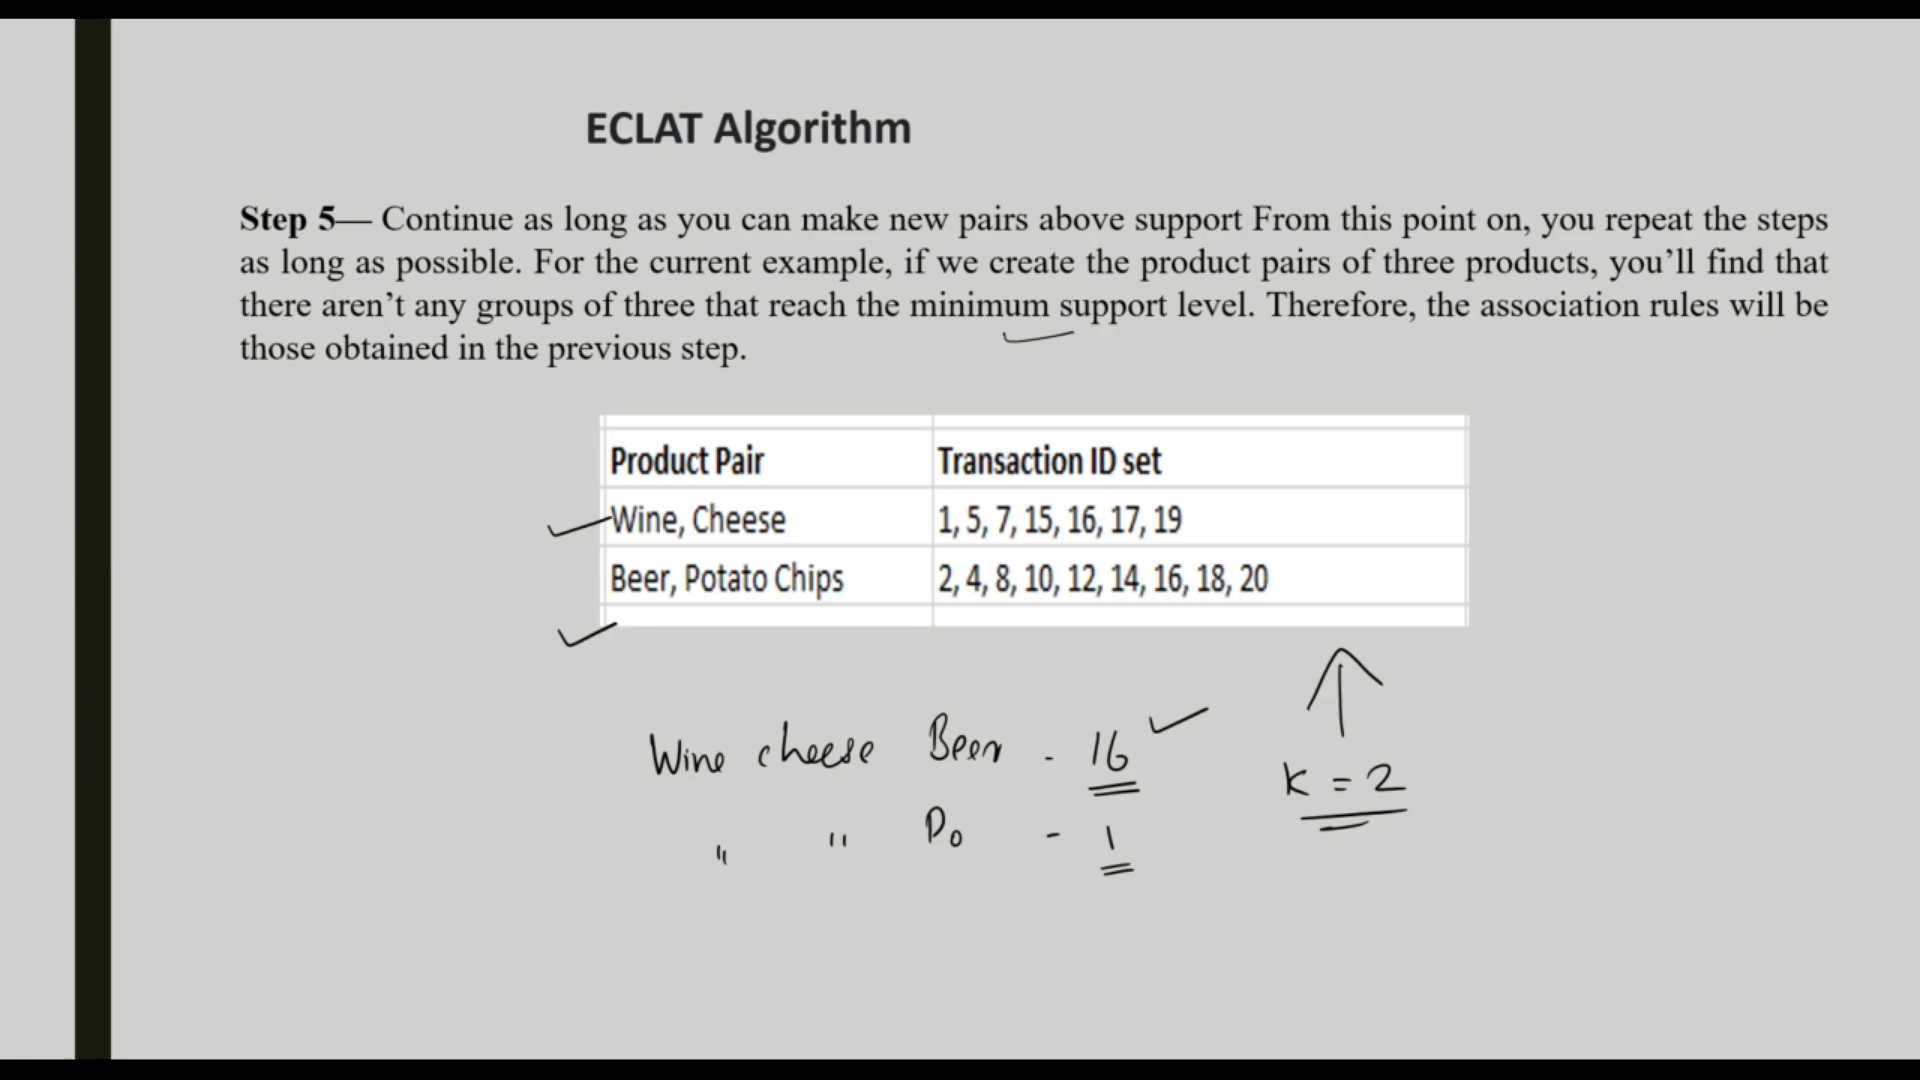 ECLAT Algorithm
Step 5— Continue as long as you can make new pairs above support From this point on, you repeat the steps
as long as possible. For the current example, if we create the product pairs of three products, you’ll find that
there aren’t any groups of three that reach the minimum support level. Therefore, the association rules will be
those obtained in the previous step.
Product Pair Transaction ID set
Wine, Cheese 1, 5, 7, 15, 16, 17, 19
Beer, Potato Chips 2, 4, 8, 10, 12, 14, 16, 18, 20
Wine cheese Beer - 16
K = 2
" " Po - 1